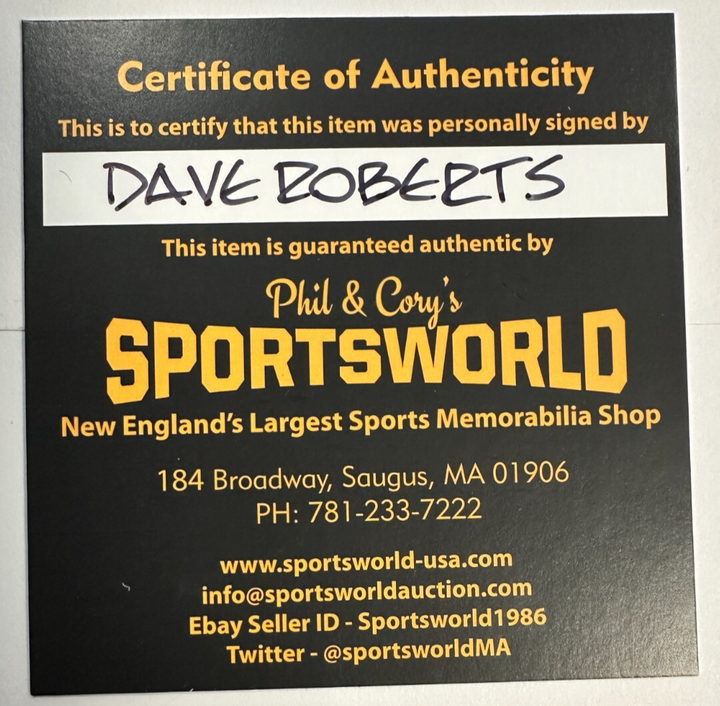 Certificate of Authenticity
This is to certify that this item was personally signed by
DAVE ROBERTS
This item is guaranteed authentic by
Phil & Cory's
SPORTSWORLD
New England's Largest Sports Memorabilia Shop
184 Broadway, Saugus, MA 01906
PH: 781-233-7222
www.sportsworld-usa.com
info@sportsworldauction.com
Ebay Seller ID - Sportsworld1986
Twitter - @sportsworldMA